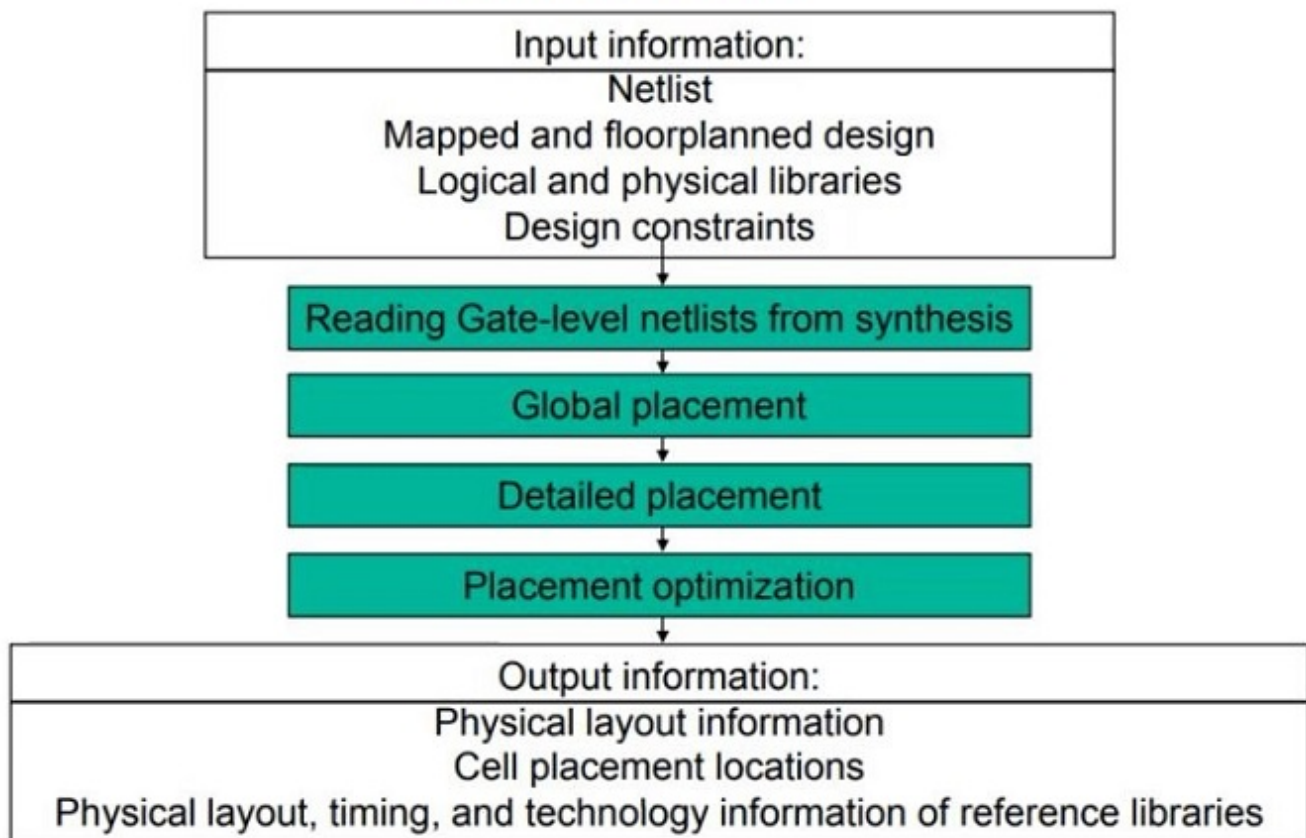 Input information:
Netlist
Mapped and floorplanned design
Logical and physical libraries
Design constraints
Reading Gate-level netlists from synthesis
Global placement
Detailed placement
Placement optimization
Output information:
Physical layout information
Cell placement locations
Physical layout, timing, and technology information of reference libraries